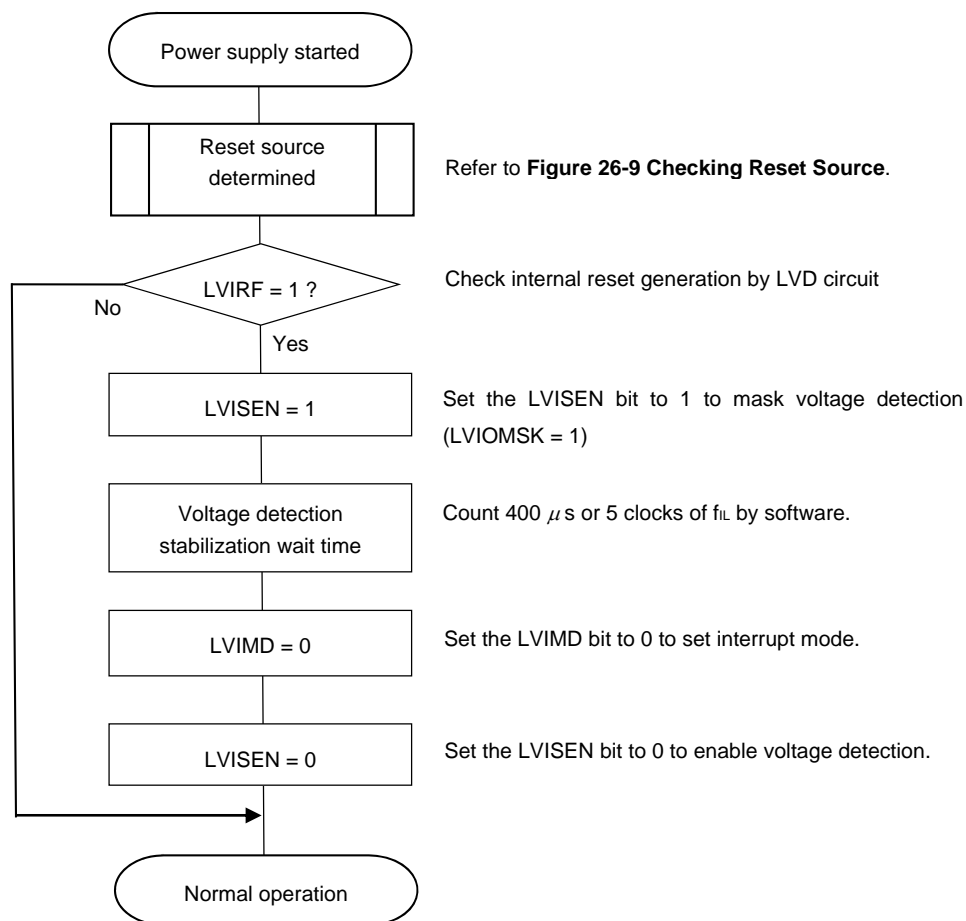 Power supply started
Reset source
determined
Refer to Figure 26-9 Checking Reset Source.
LVIRF = 1 ?
Check internal reset generation by LVD circuit
No
Yes
LVISEN = 1
Set the LVISEN bit to 1 to mask voltage detection
(LVIOMSK = 1)
Voltage detection
stabilization wait time
Count 400 μs or 5 clocks of fIL by software.
LVIMD = 0
Set the LVIMD bit to 0 to set interrupt mode.
LVISEN = 0
Set the LVISEN bit to 0 to enable voltage detection.
Normal operation